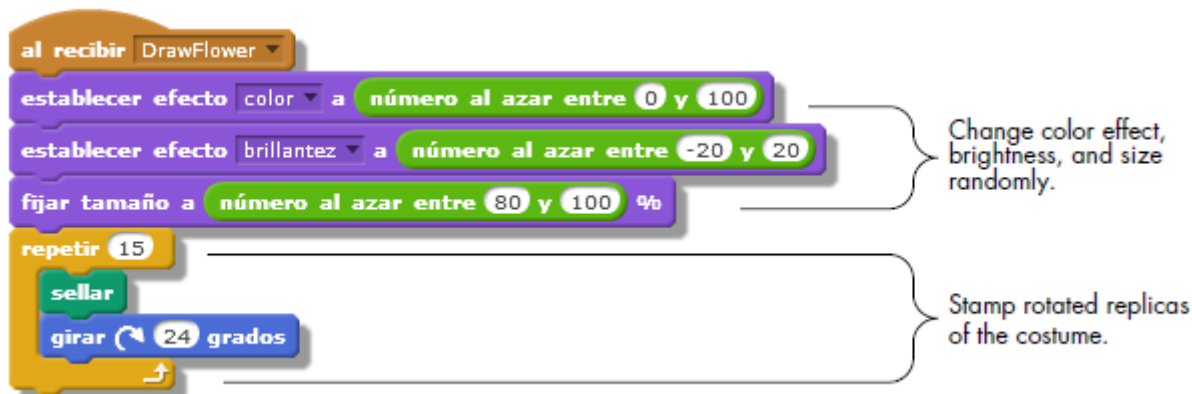 al recibir DrawFlower
establecer efecto color a número al azar entre 0 y 100
establecer efecto brillantez a número al azar entre -20 y 20
fijar tamaño a número al azar entre 80 y 100 %
Change color effect,
brightness, and size
randomly.
repetir 15
sellar
girar 24 grados
Stamp rotated replicas
of the costume.